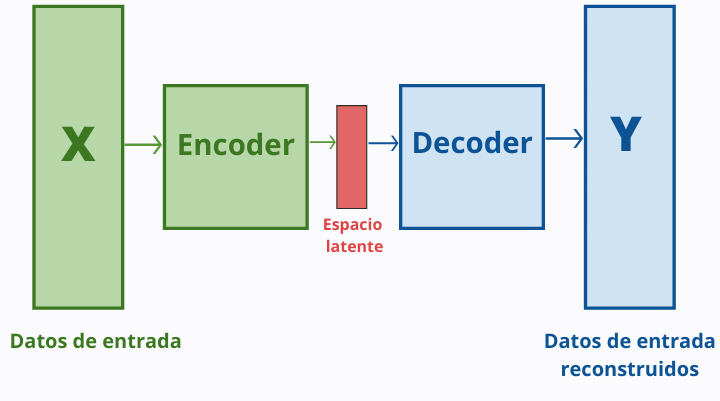 X
Encoder
Espacio
latente
Decoder
Y
Datos de entrada
Datos de entrada
reconstruidos